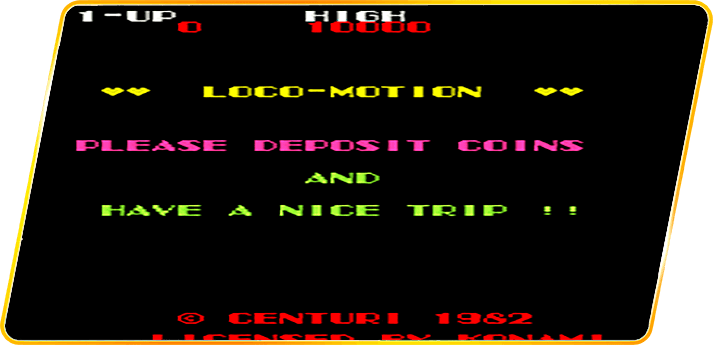 1-UP HIGH
0 10000
♥♥ LOCO-MOTION ♥♥
PLEASE DEPOSIT COINS
AND
HAVE A NICE TRIP !!
© CENTURI 1982
LICENSED BY KONAMI